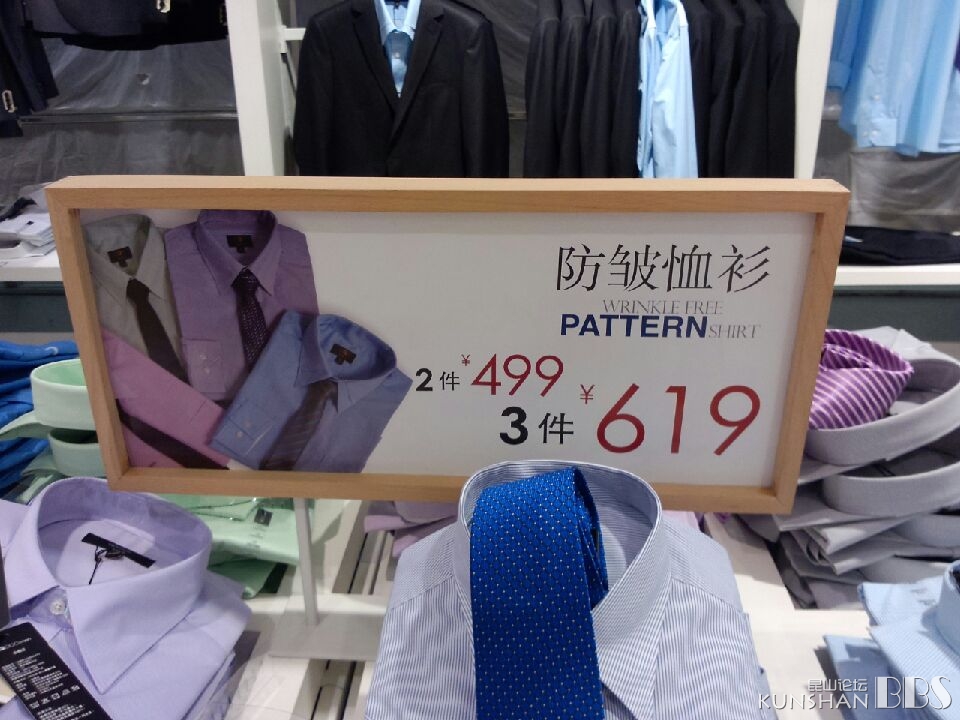 防皱恤衫
WRINKLE FREE
PATTERN SHIRT
2件 ¥499
3件 ¥619
昆山论坛
KUNSHAN BBS